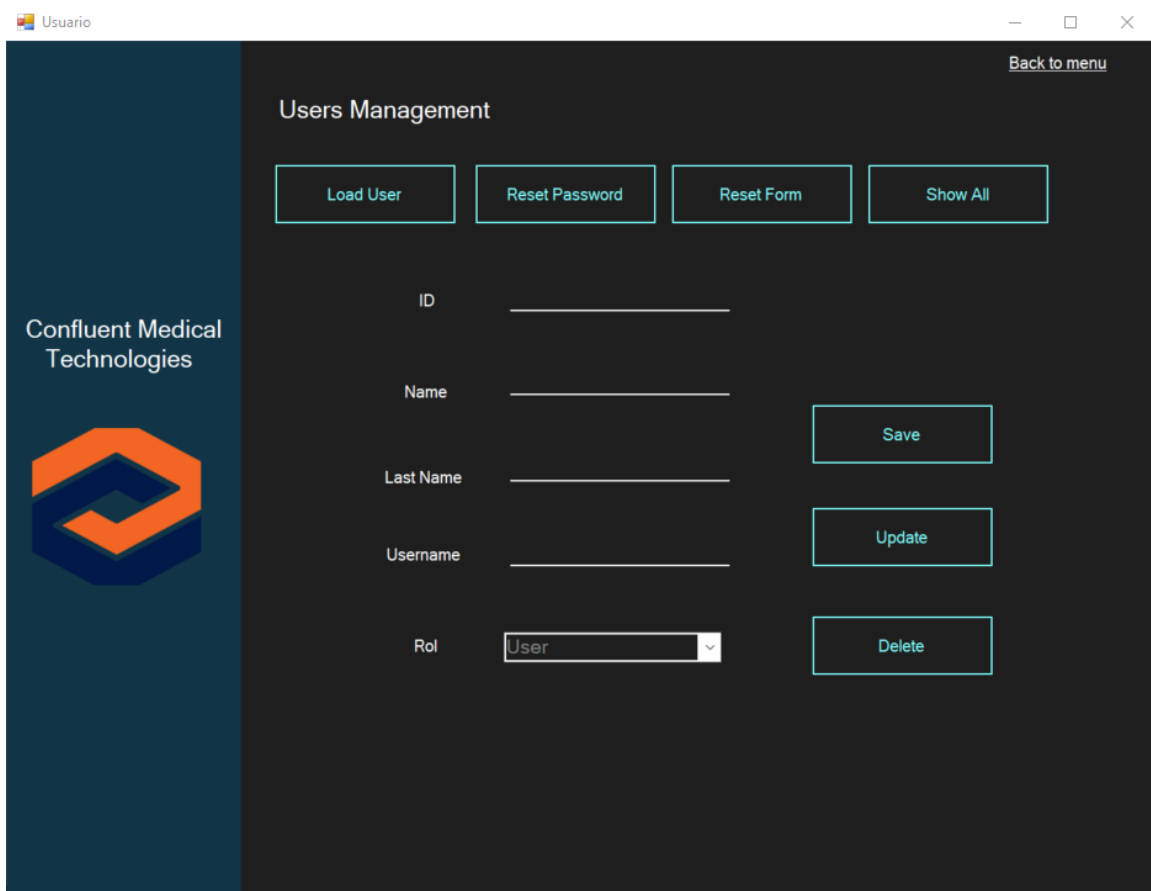 Usuario
Back to menu
Users Management
Load User
Reset Password
Reset Form
Show All
Confluent Medical
Technologies
ID
Name
Last Name
Username
Rol
User
Save
Update
Delete